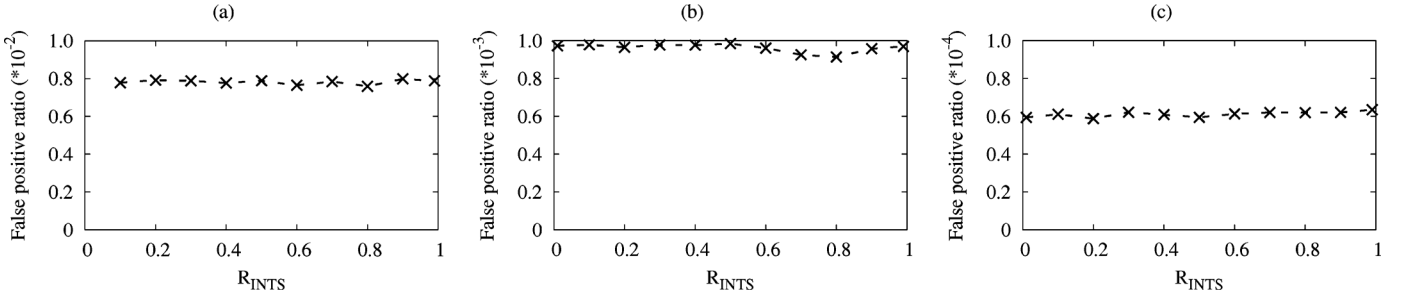 (a)
False positive ratio (*10^-2)
1.0
0.8
0.6
0.4
0.2
0
0 0.2 0.4 0.6 0.8 1
R_INTS
(b)
False positive ratio (*10^-3)
1.0
0.8
0.6
0.4
0.2
0
0 0.2 0.4 0.6 0.8 1
R_INTS
(c)
False positive ratio (*10^-4)
1.0
0.8
0.6
0.4
0.2
0
0 0.2 0.4 0.6 0.8 1
R_INTS